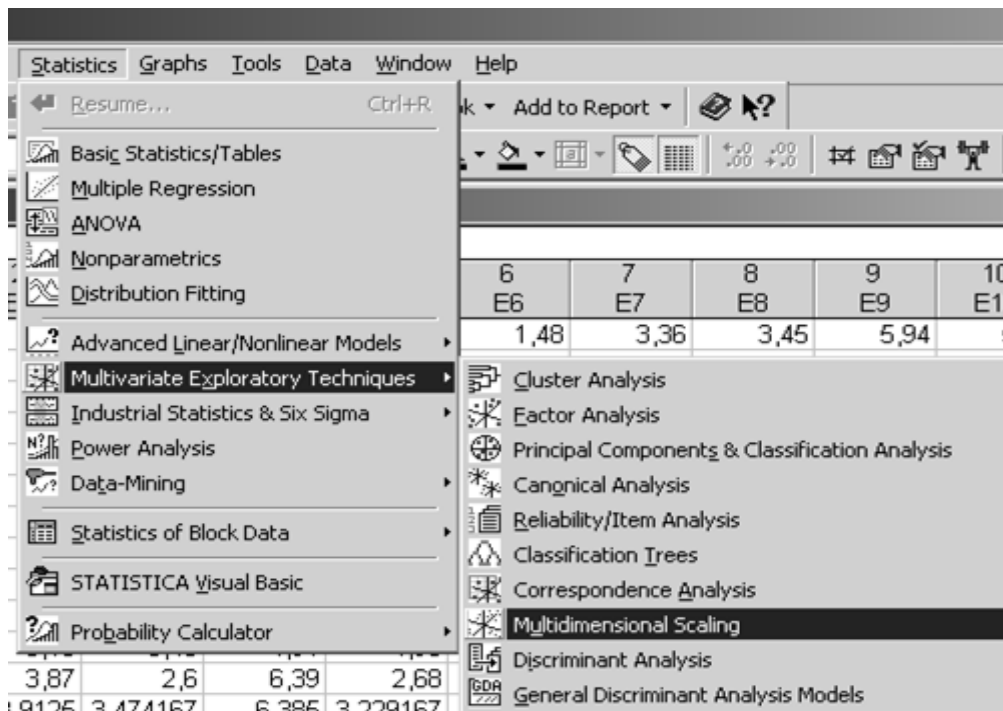 Statistics Graphs Tools Data Window Help
Resume... Ctrl+R
Add to Report
Basic Statistics/Tables
Multiple Regression
ANOVA
Nonparametrics
Distribution Fitting
6 7 8 9 10
E6 E7 E8 E9
1,48 3,36 3,45 5,94
Advanced Linear/Nonlinear Models
Multivariate Exploratory Techniques
Industrial Statistics & Six Sigma
Power Analysis
Data-Mining
Statistics of Block Data
STATISTICA Visual Basic
Probability Calculator
Cluster Analysis
Factor Analysis
Principal Components & Classification Analysis
Canonical Analysis
Reliability/Item Analysis
Classification Trees
Correspondence Analysis
Multidimensional Scaling
Discriminant Analysis
GDA General Discriminant Analysis Models
3,87 2,6 6,39 2,68
3,474167 6,385 3,229167